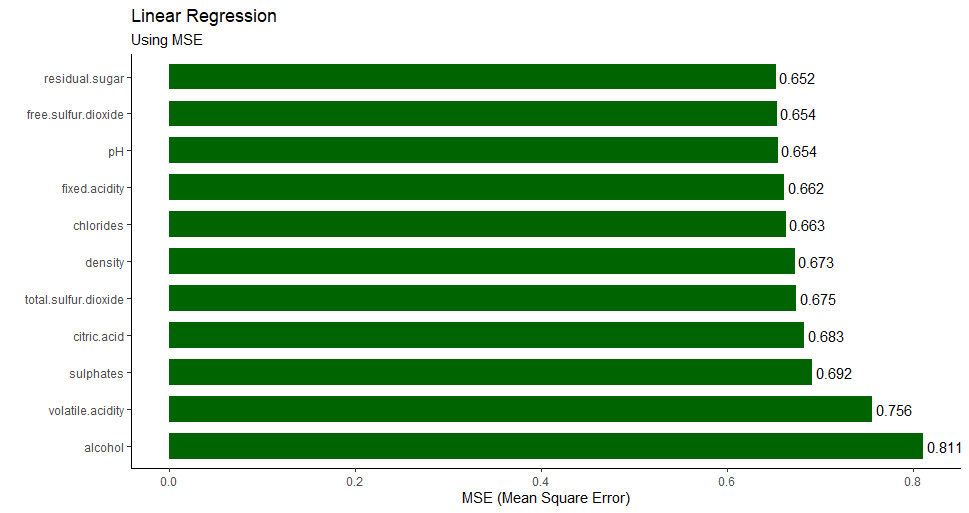 Linear Regression
Using MSE
residual.sugar 0.652
free.sulfur.dioxide 0.654
pH 0.654
fixed.acidity 0.662
chlorides 0.663
density 0.673
total.sulfur.dioxide 0.675
citric.acid 0.683
sulphates 0.692
volatile.acidity 0.756
alcohol 0.811
0.0 0.2 0.4 0.6 0.8
MSE (Mean Square Error)